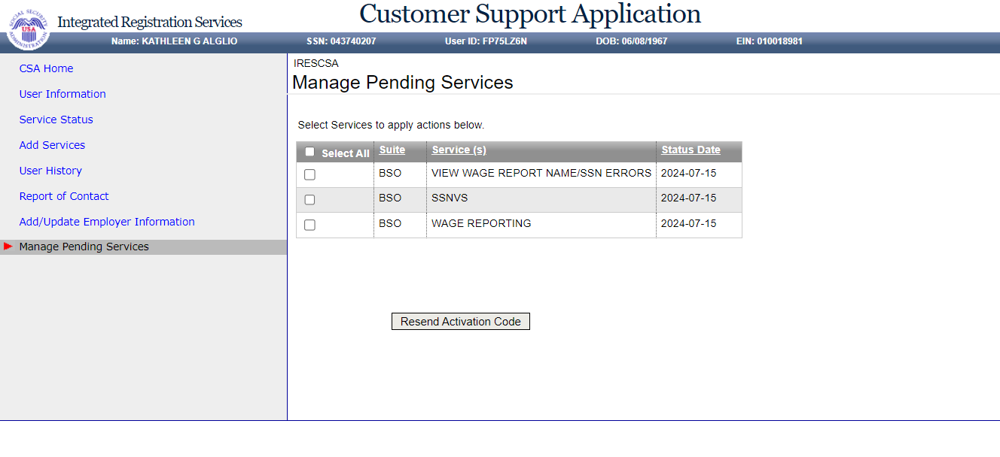 SOCIAL SECURITY ADMINISTRATION
USA
Integrated Registration Services
Customer Support Application
Name: KATHLEEN G ALGLIO SSN: 043740207 User ID: FP75LZ6N DOB: 06/08/1967 EIN: 010018981
CSA Home
User Information
Service Status
Add Services
User History
Report of Contact
Add/Update Employer Information
Manage Pending Services
IRESCSA
Manage Pending Services
Select Services to apply actions below.
Select All Suite Service (s) Status Date
BSO VIEW WAGE REPORT NAME/SSN ERRORS 2024-07-15
BSO SSNVS 2024-07-15
BSO WAGE REPORTING 2024-07-15
Resend Activation Code